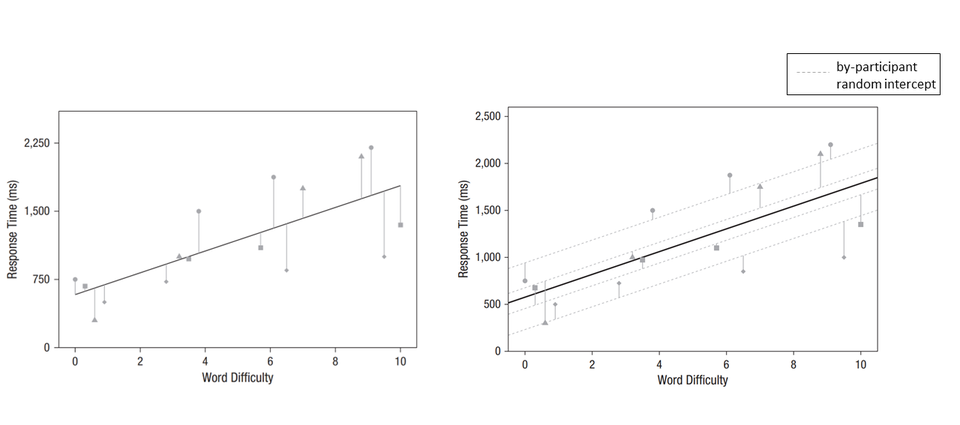 by-participant
random intercept
Response Time (ms)
2,250
1,500
750
0
0 2 4 6 8 10
Word Difficulty
Response Time (ms)
2,500
2,000
1,500
1,000
500
0
0 2 4 6 8 10
Word Difficulty